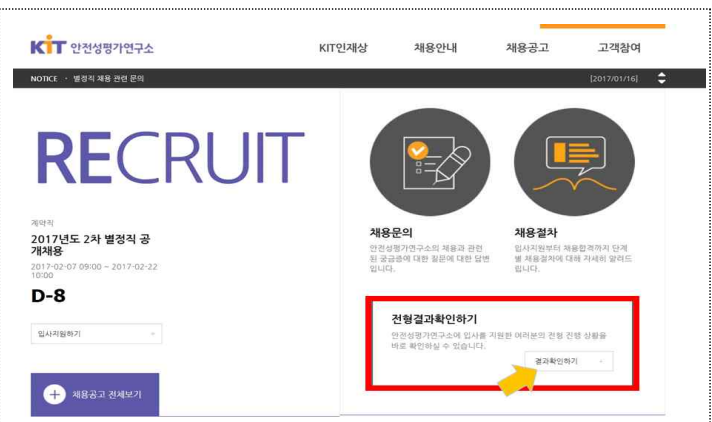 KIT 안전성평가연구소
KIT인재상 채용안내 채용공고 고객참여
NOTICE · 별정직 채용 관련 문의 [2017/01/16]
RECRUIT
계약직
2017년도 2차 별정직 공
개채용
2017-02-07 09:00 ~ 2017-02-22
10:00
D-8
입사지원하기
채용공고 전체보기
채용문의
안전성평가연구소의 채용과 관련
된 궁금증에 대한 질문에 대한 답변
입니다.
채용절차
입사지원부터 채용합격까지 단계
별 채용절차에 대해 자세히 알려드
립니다.
전형결과확인하기
안전성평가연구소에 입사를 지원한 여러분의 전형 진행 상황을
바로 확인하실 수 있습니다.
결과확인하기